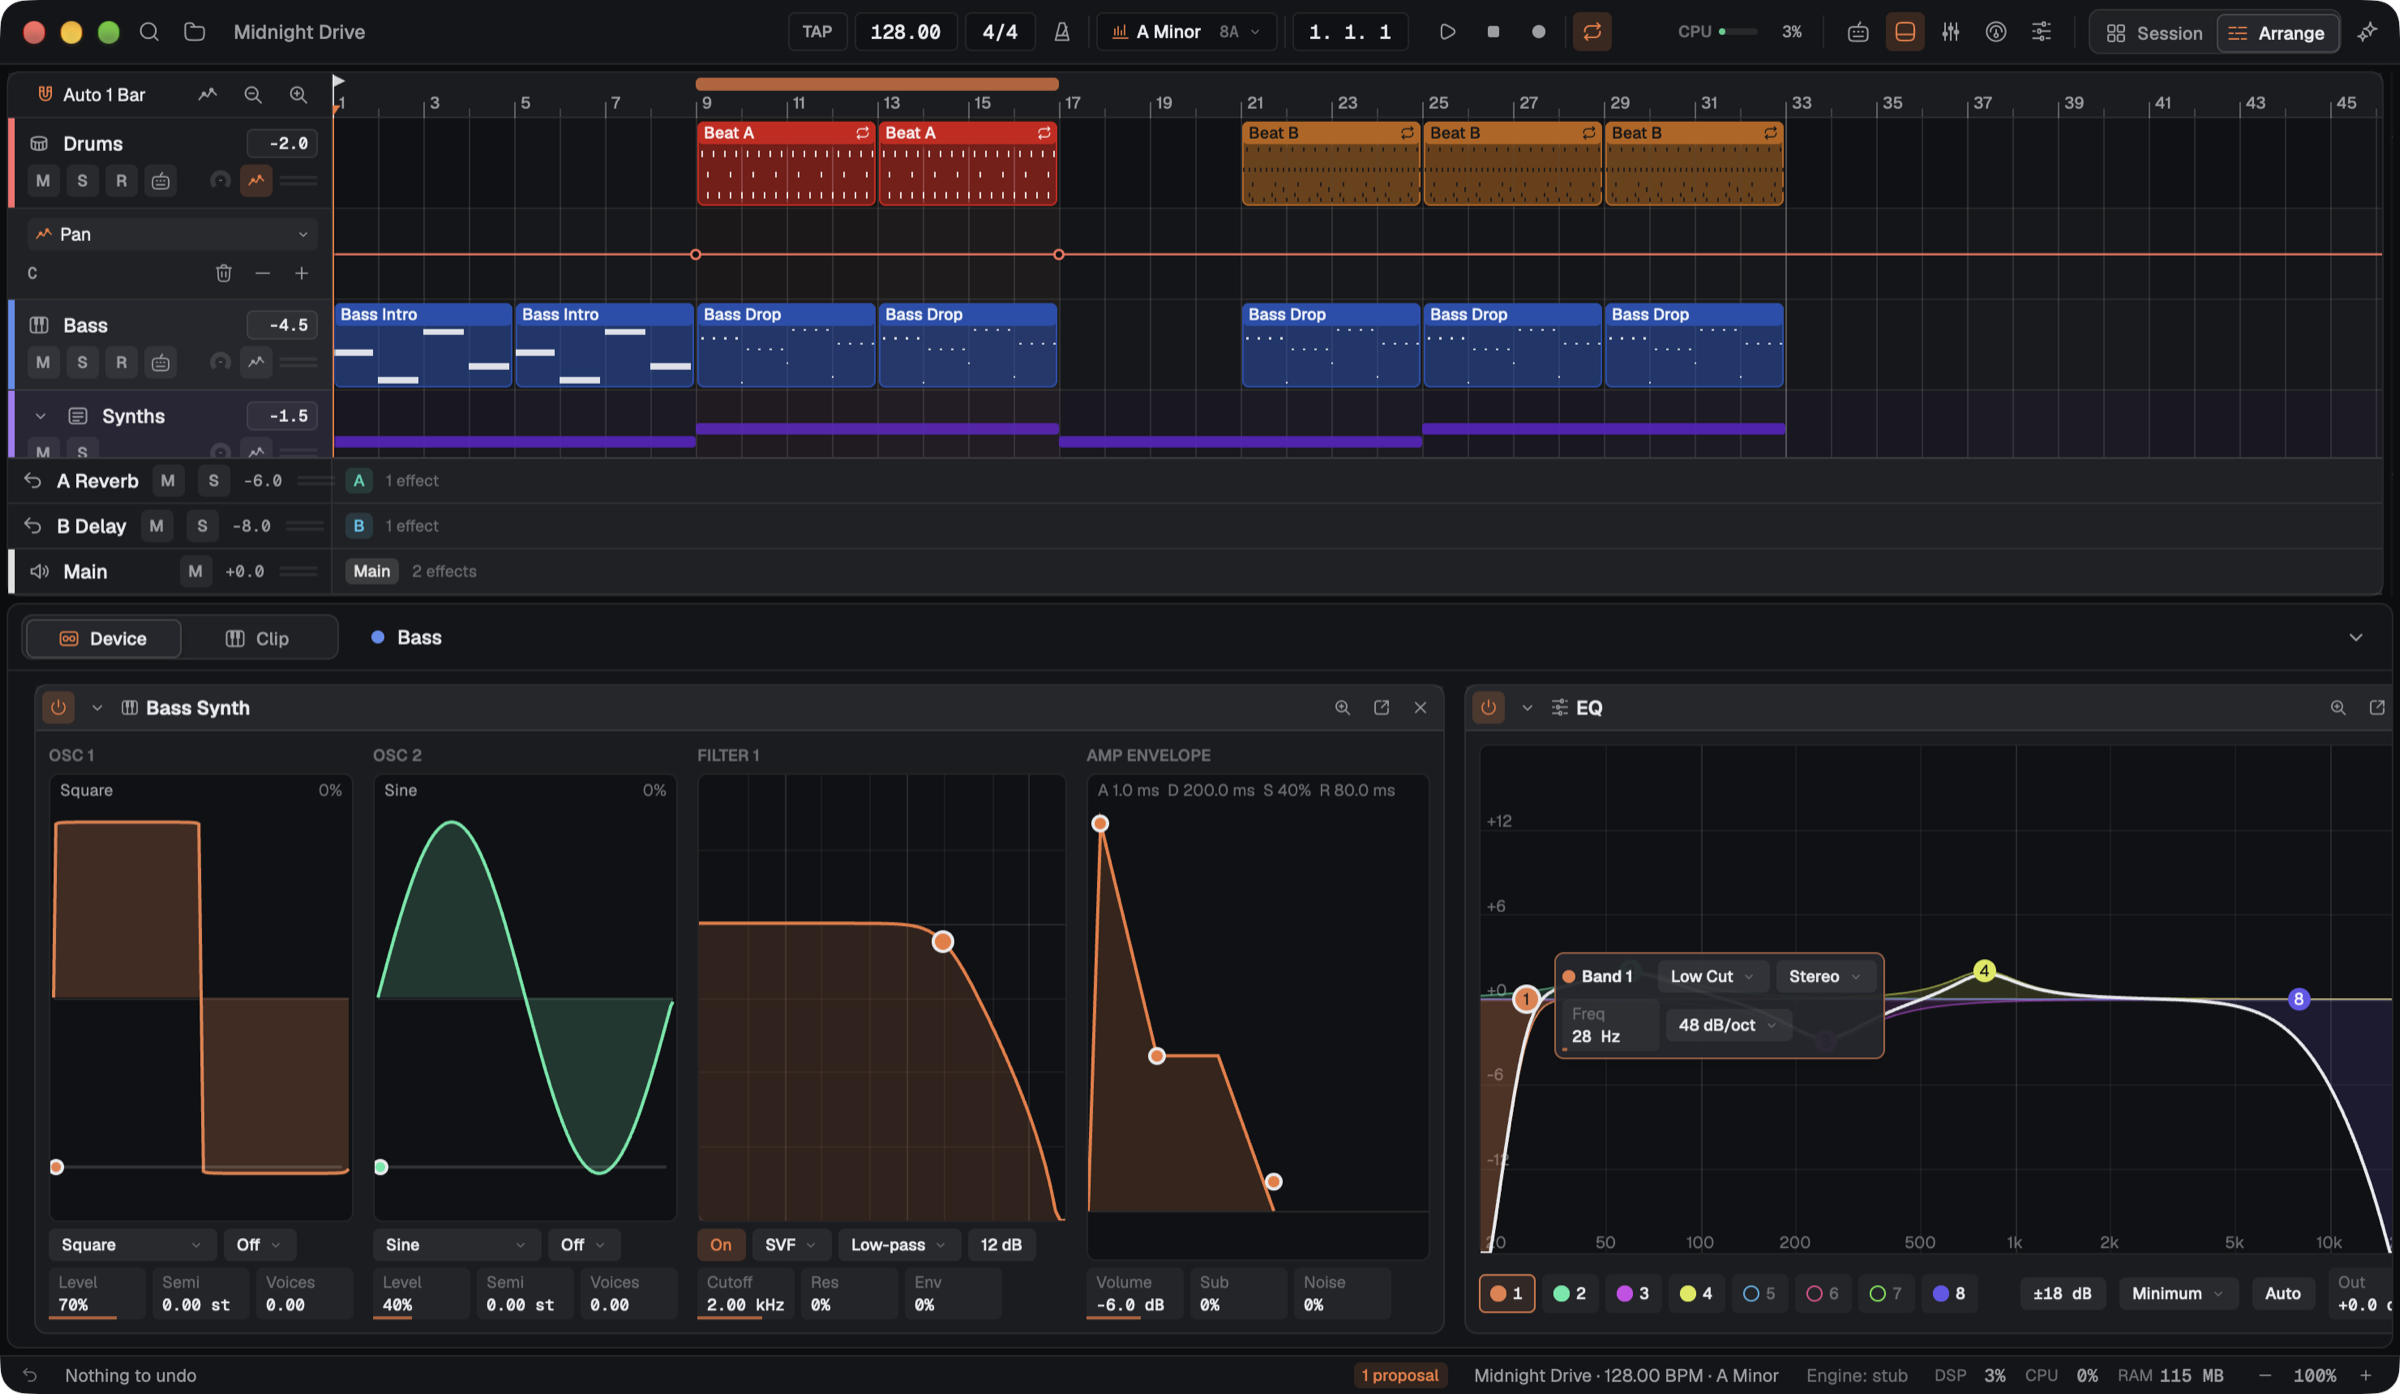 Midnight Drive TAP 128.00 4/4 A Minor 8A 1. 1. 1 CPU 3% Session Arrange
Auto 1 Bar 1 3 5 7 9 11 13 15 17 19 21 23 25 27 29 31 33 35 37 39 41 43 45
Drums -2.0 Beat A Beat A Beat B Beat B Beat B
M S R
Pan
C
Bass -4.5 Bass Intro Bass Intro Bass Drop Bass Drop Bass Drop Bass Drop Bass Drop
M S R
Synths -1.5
M S
A Reverb M S -6.0 A 1 effect
B Delay M S -8.0 B 1 effect
Main M +0.0 Main 2 effects
Device Clip Bass
Bass Synth EQ
OSC 1 OSC 2 FILTER 1 AMP ENVELOPE
Square 0% Sine 0% A 1.0 ms D 200.0 ms S 40% R 80.0 ms
+12
+6
+0
-6
-12
1 4 8
Band 1 Low Cut Stereo
Freq
28 Hz 48 dB/oct
20 50 100 200 500 1k 2k 5k 10k
Square Off Sine Off On SVF Low-pass 12 dB
Level Semi Voices Level Semi Voices Cutoff Res Env Volume Sub Noise
70% 0.00 st 0.00 40% 0.00 st 0.00 2.00 kHz 0% 0% -6.0 dB 0% 0%
1 2 3 4 5 6 7 8 ±18 dB Minimum Auto Out
+0.0
Nothing to undo 1 proposal Midnight Drive · 128.00 BPM · A Minor Engine: stub DSP 3% CPU 0% RAM 115 MB 100%